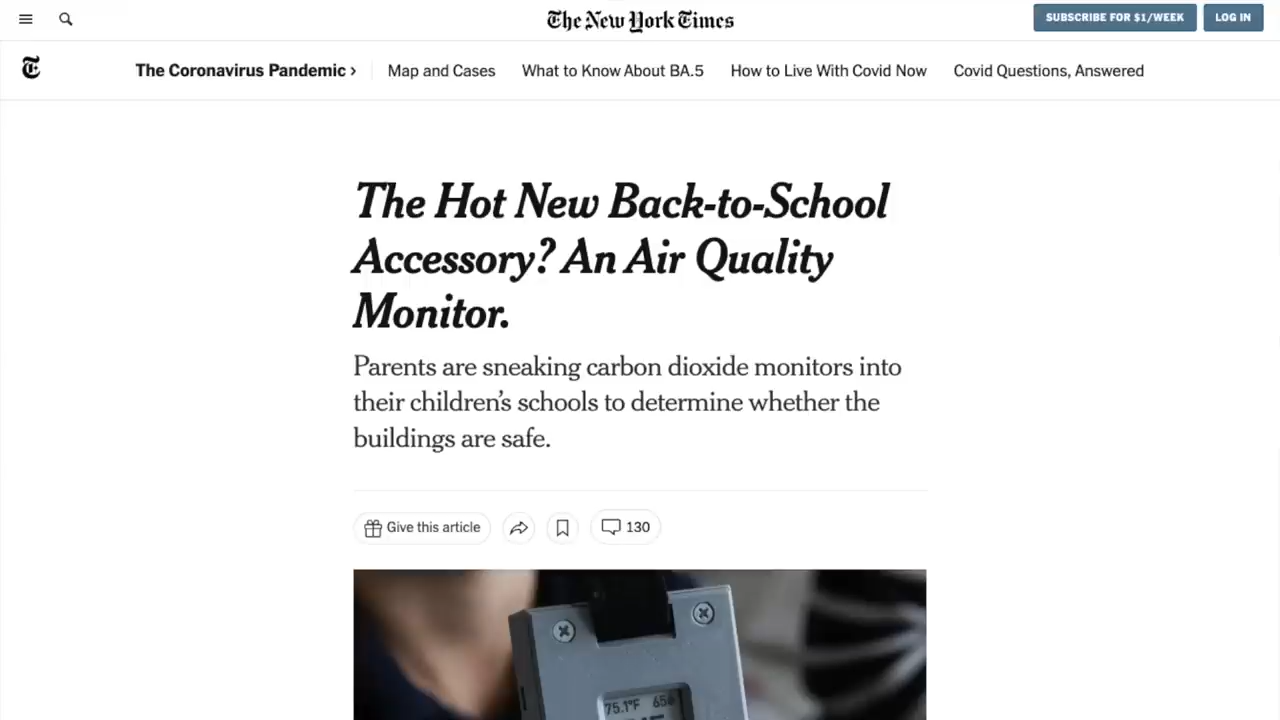 The New York Times
SUBSCRIBE FOR $1/WEEK
LOG IN
The Coronavirus Pandemic › Map and Cases What to Know About BA.5 How to Live With Covid Now Covid Questions, Answered
The Hot New Back-to-School
Accessory? An Air Quality
Monitor.
Parents are sneaking carbon dioxide monitors into
their children’s schools to determine whether the
buildings are safe.
Give this article
130
75.1°F 656